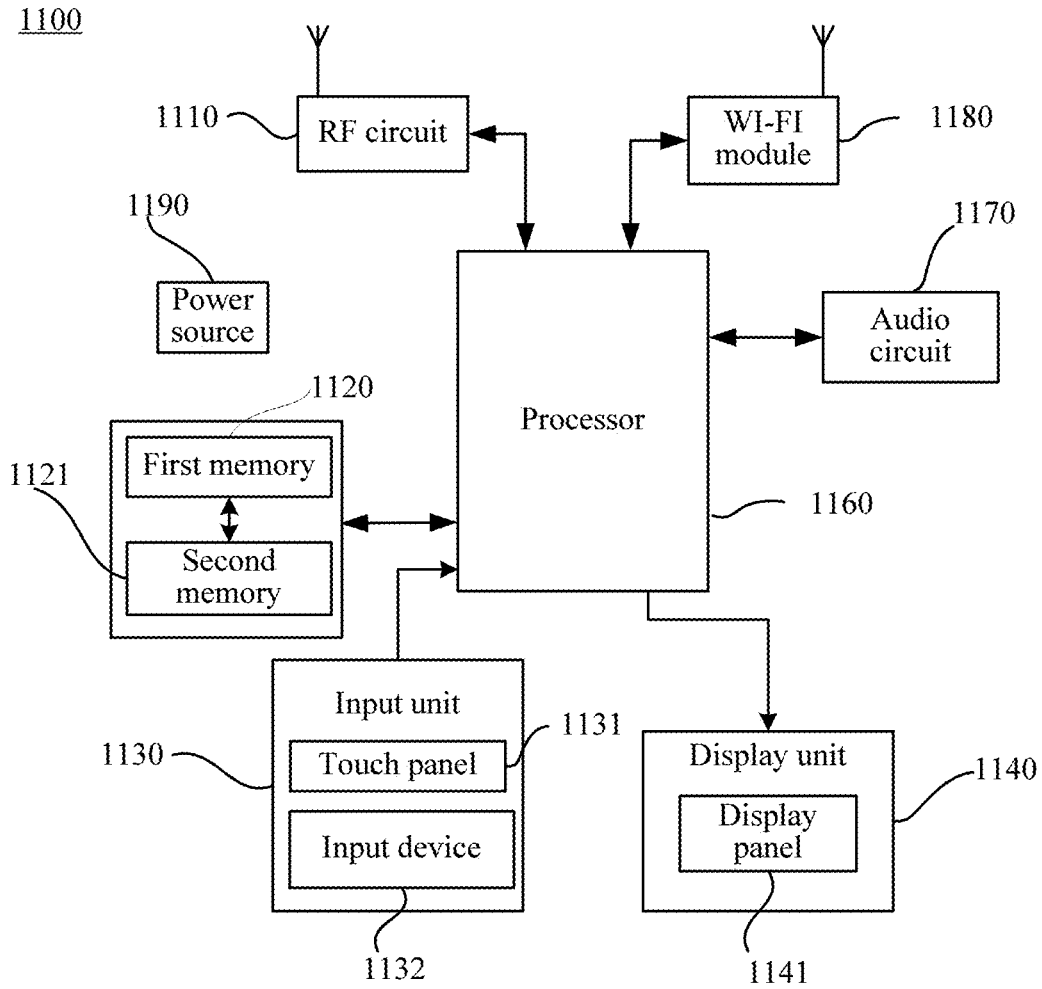 1100
1110
RF circuit
WI-FI
module
1180
1190
Power
source
1170
Audio
circuit
Processor
1160
1120
First memory
1121
Second
memory
Input unit
1130
1131
Touch panel
Input device
1132
Display unit
1140
Display
panel
1141